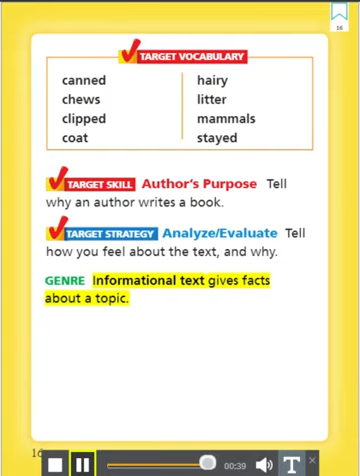 16
TARGET VOCABULARY
canned
chews
clipped
coat
hairy
litter
mammals
stayed
TARGET SKILL Author's Purpose Tell
why an author writes a book.
TARGET STRATEGY Analyze/Evaluate Tell
how you feel about the text, and why.
GENRE Informational text gives facts
about a topic.
16
00:39
T